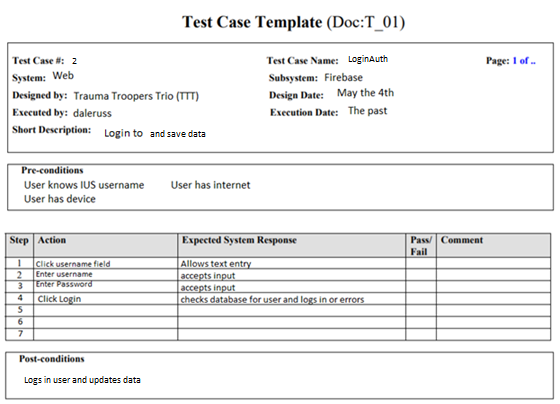 Test Case Template (Doc:T_01)
Test Case #: 2 Test Case Name: LoginAuth Page: 1 of ..
System: Web Subsystem: Firebase
Designed by: Trauma Troopers Trio (TTT) Design Date: May the 4th
Executed by: daleruss Execution Date: The past
Short Description: Login to and save data
Pre-conditions
User knows IUS username User has internet
User has device
Step Action Expected System Response Pass/ Comment
Fail
1 Click username field Allows text entry
2 Enter username accepts input
3 Enter Password accepts input
4 Click Login checks database for user and logs in or errors
5
6
7
Post-conditions
Logs in user and updates data